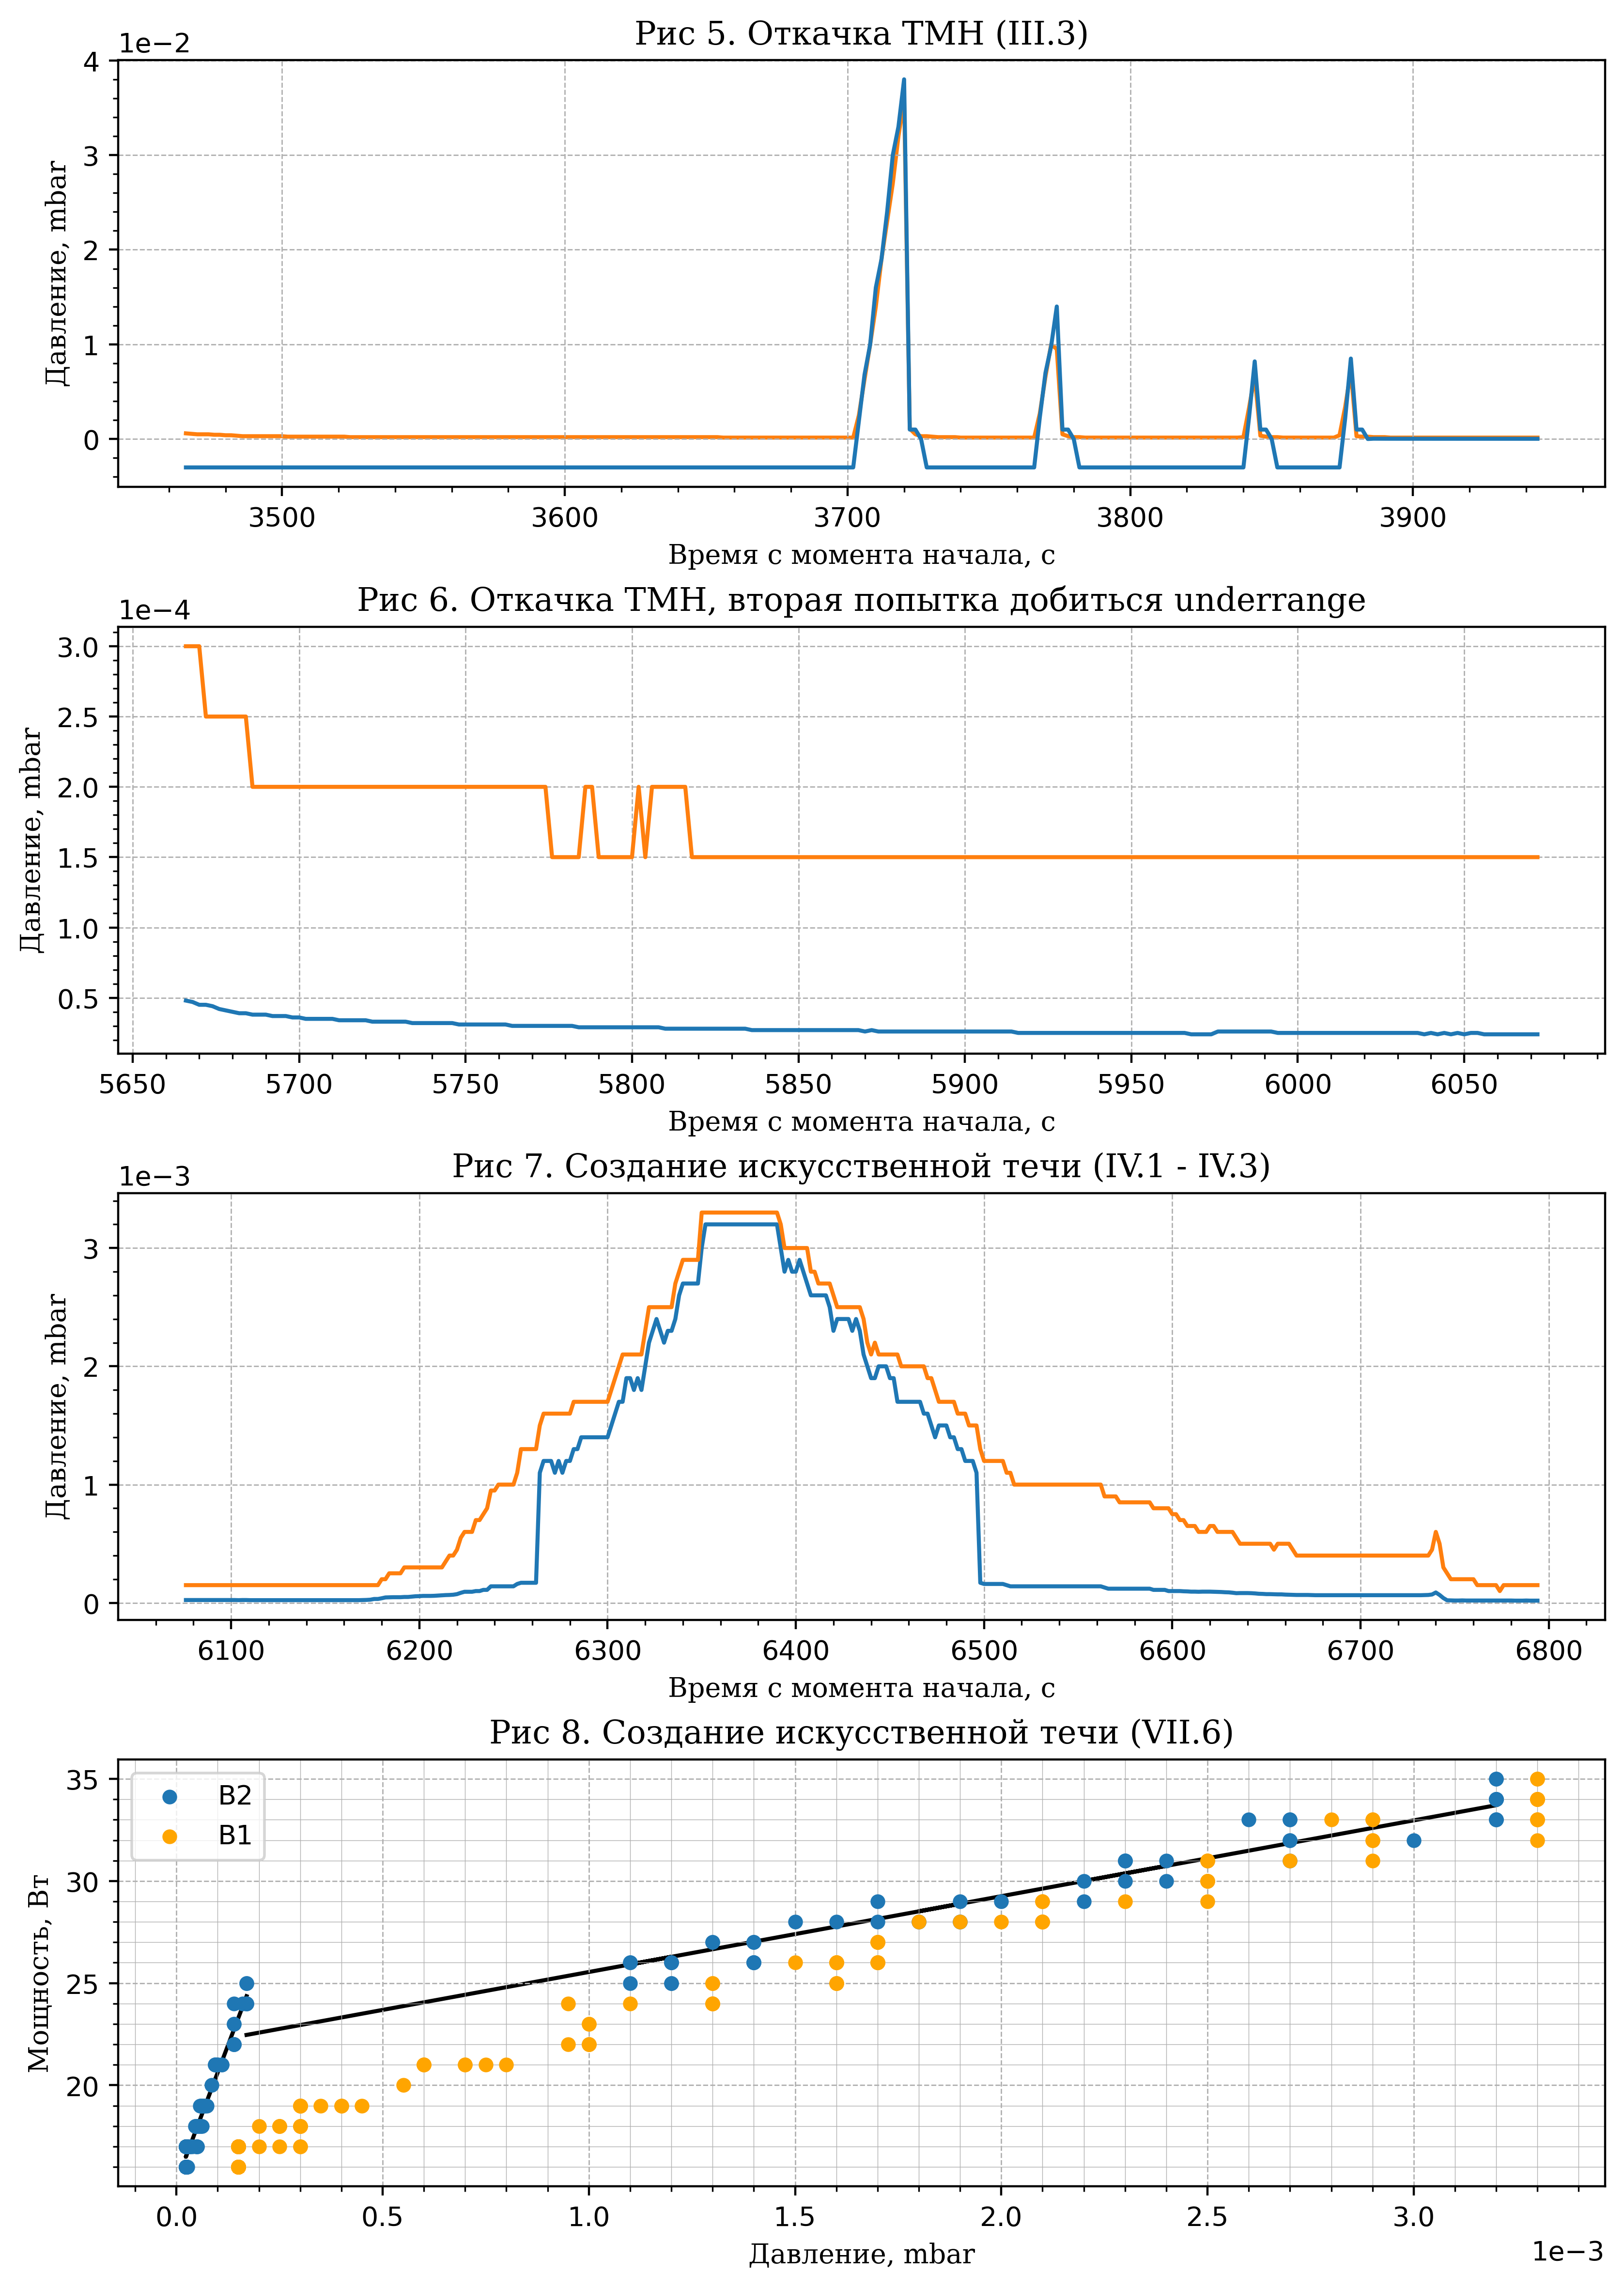 Рис 5. Откачка ТМН (III.3)
1e−2
4
3
2
1
0
Давление, mbar
3500 3600 3700 3800 3900
Время с момента начала, с
Рис 6. Откачка ТМН, вторая попытка добиться underrange
1e−4
3.0
2.5
2.0
1.5
1.0
0.5
Давление, mbar
5650 5700 5750 5800 5850 5900 5950 6000 6050
Время с момента начала, с
Рис 7. Создание искусственной течи (IV.1 - IV.3)
1e−3
3
2
1
0
Давление, mbar
6100 6200 6300 6400 6500 6600 6700 6800
Время с момента начала, с
Рис 8. Создание искусственной течи (VII.6)
B2
B1
35
30
25
20
Мощность, Вт
0.0 0.5 1.0 1.5 2.0 2.5 3.0
1e−3
Давление, mbar